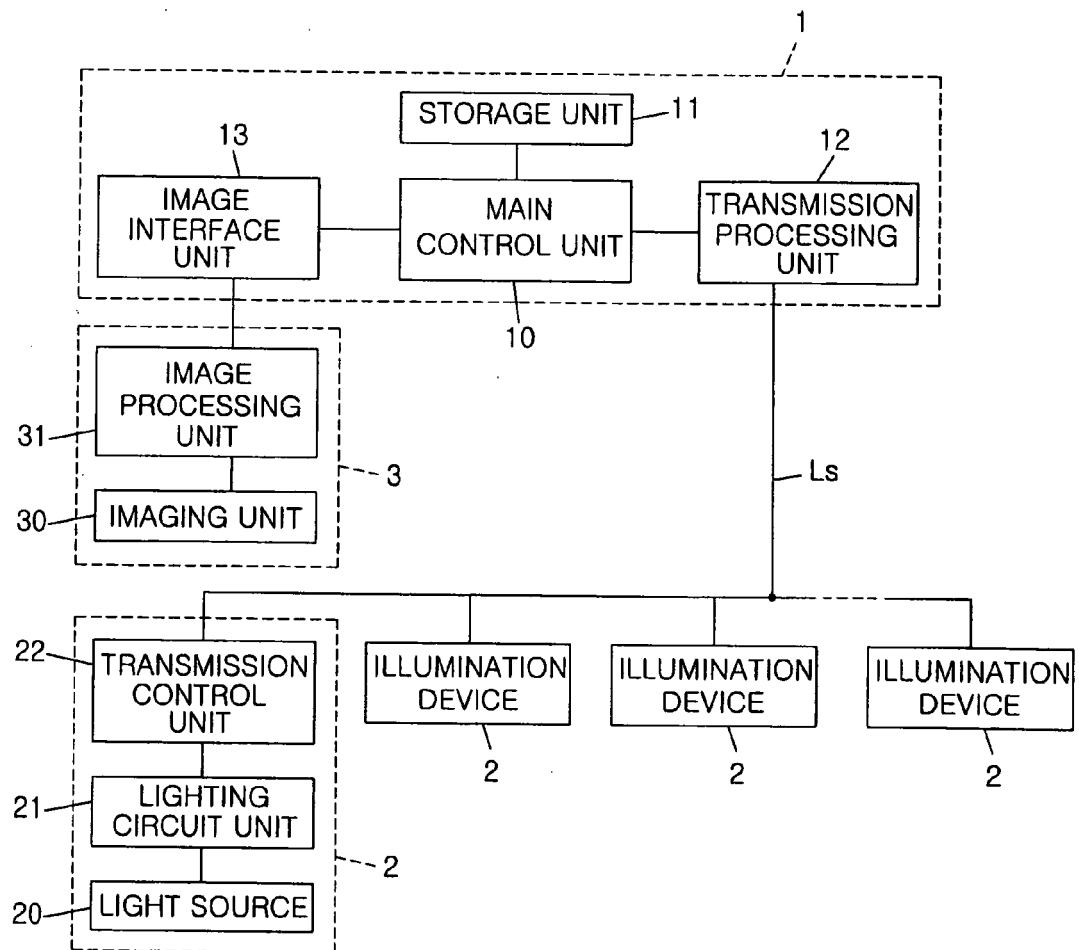 1
STORAGE UNIT
11
13
12
IMAGE
INTERFACE
UNIT
MAIN
CONTROL UNIT
TRANSMISSION
PROCESSING
UNIT
10
IMAGE
PROCESSING
UNIT
31
3
Ls
30
IMAGING UNIT
22
TRANSMISSION
CONTROL
UNIT
ILLUMINATION
DEVICE
ILLUMINATION
DEVICE
ILLUMINATION
DEVICE
2
2
2
21
LIGHTING
CIRCUIT UNIT
2
20
LIGHT SOURCE